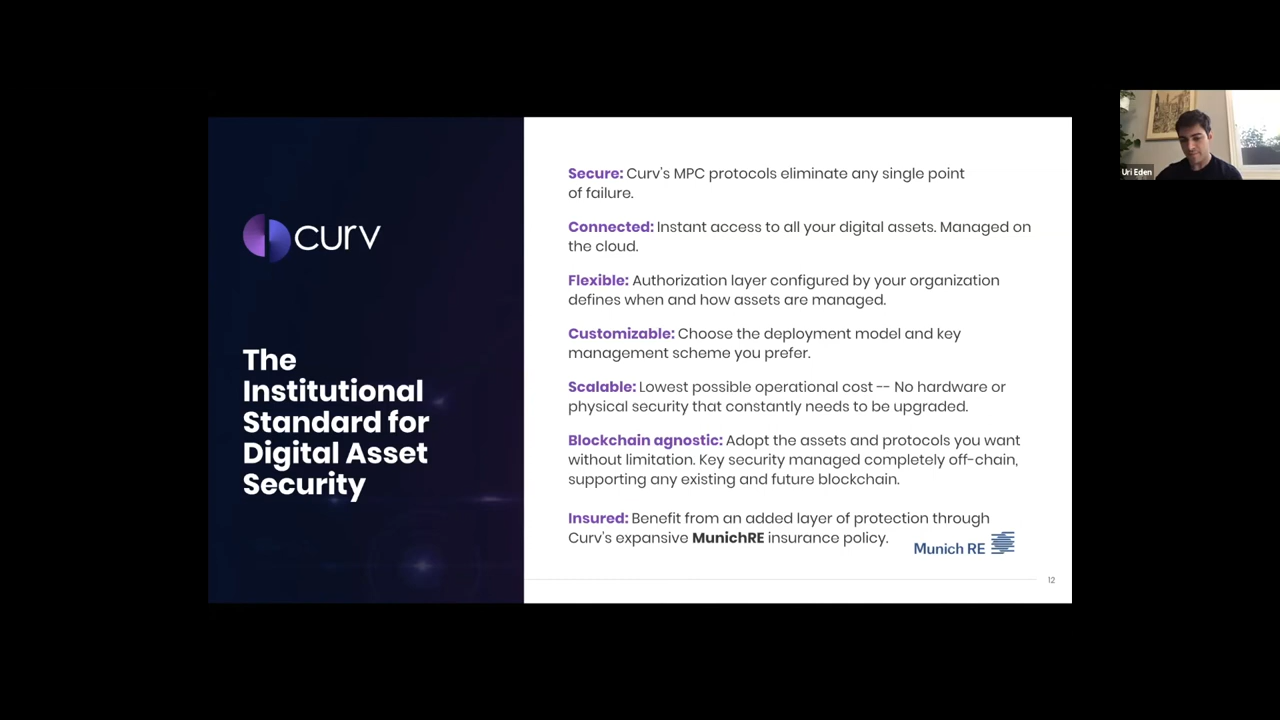 curv
The
Institutional
Standard for
Digital Asset
Security
Secure: Curv's MPC protocols eliminate any single point
of failure.
Connected: Instant access to all your digital assets. Managed on
the cloud.
Flexible: Authorization layer configured by your organization
defines when and how assets are managed.
Customizable: Choose the deployment model and key
management scheme you prefer.
Scalable: Lowest possible operational cost -- No hardware or
physical security that constantly needs to be upgraded.
Blockchain agnostic: Adopt the assets and protocols you want
without limitation. Key security managed completely off-chain,
supporting any existing and future blockchain.
Insured: Benefit from an added layer of protection through
Curv's expansive MunichRE insurance policy.
Munich RE
12
Uri Eden